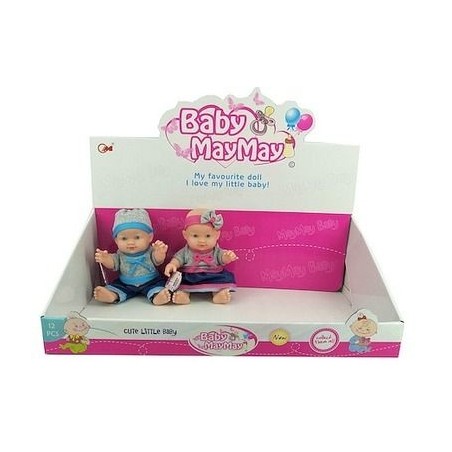 Baby
MayMay
My favourite doll
I love my little baby!
MayMay Baby
MayMay Baby
12
PCS
CUTE LITTLE BABY
Baby
MayMay
New